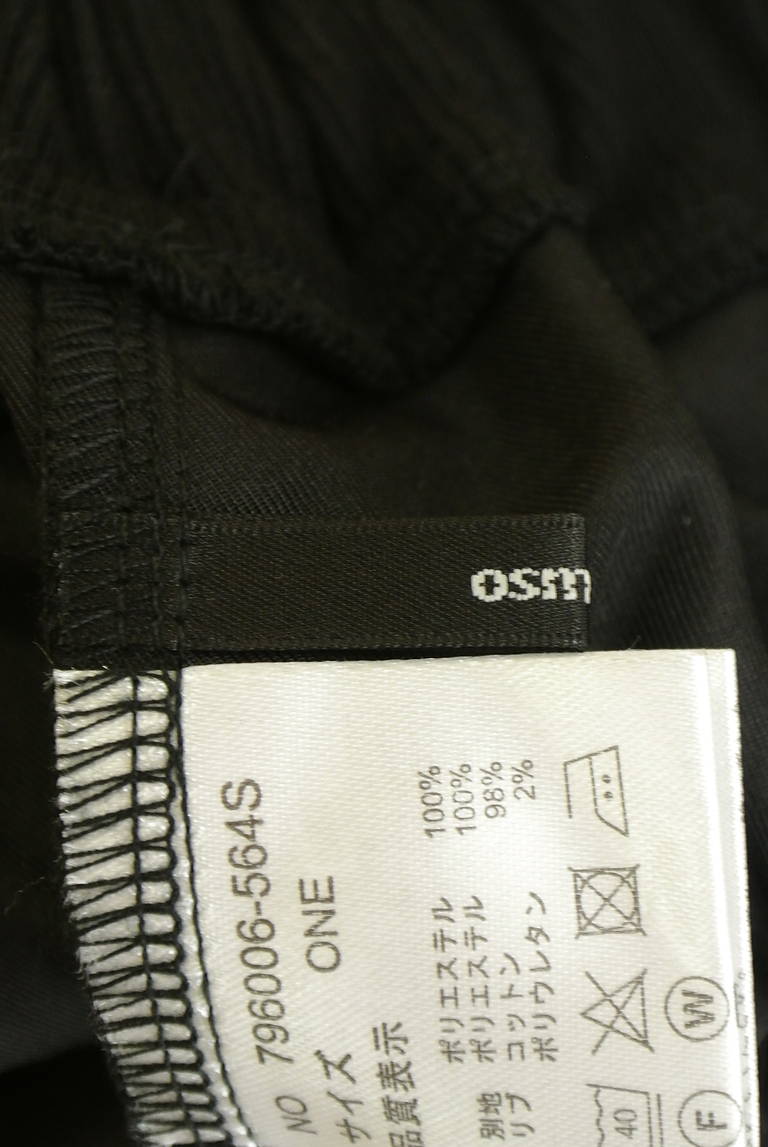 osm
NO 796006-564S
サイズ ONE
品質表示
ポリエステル 100%
別地 ポリエステル 100%
リブ コットン 98%
ポリウレタン 2%
40
F W